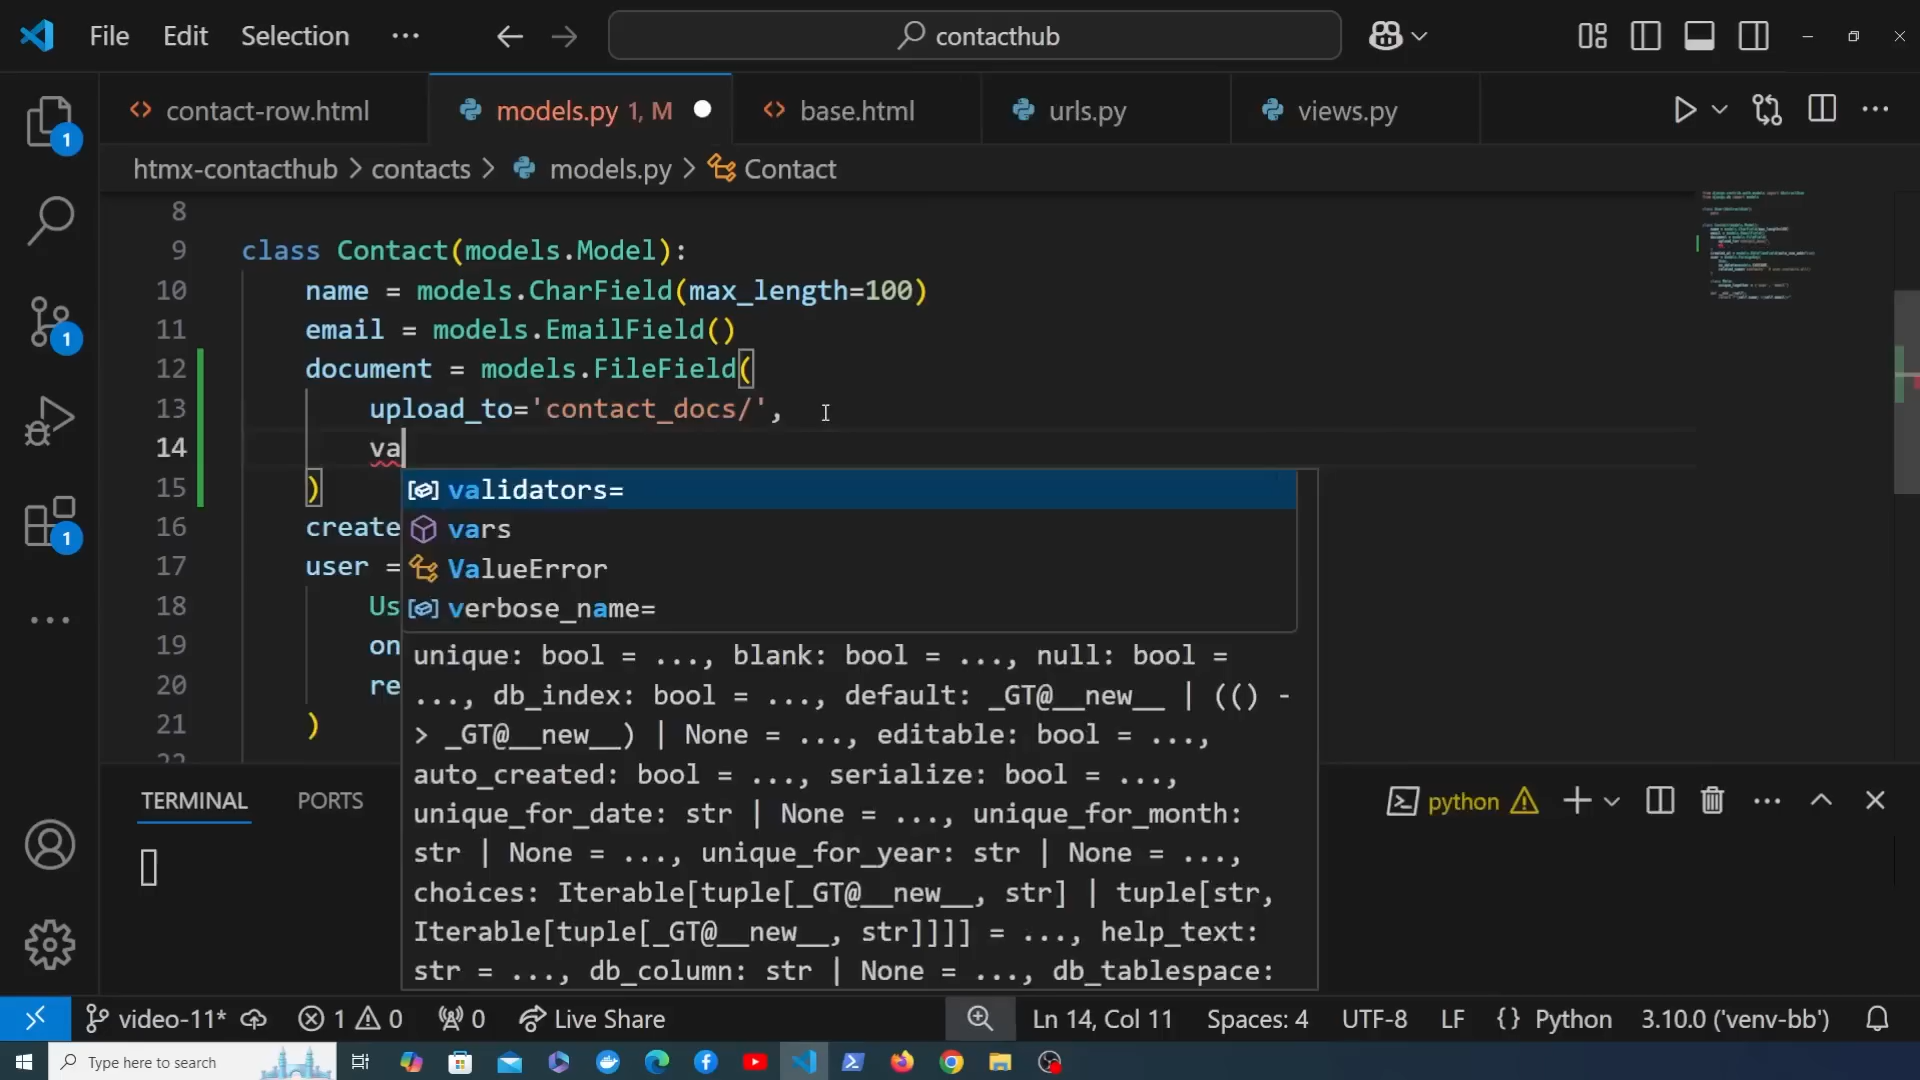 File Edit Selection ··· contacthub
contact-row.html models.py 1, M base.html urls.py views.py
htmx-contacthub > contacts > models.py > Contact
8
9 class Contact(models.Model):
10 name = models.CharField(max_length=100)
11 email = models.EmailField()
12 document = models.FileField(
13 upload_to='contact_docs/',
14 va
15 )
validators=
16 create
vars
17 user =
ValueError
18 Us
verbose_name=
19 on
unique: bool = ..., blank: bool = ..., null: bool =
20 re
..., db_index: bool = ..., default: _GT@__new__ | (() -
21 )
> _GT@__new__) | None = ..., editable: bool = ...,
auto_created: bool = ..., serialize: bool = ...,
unique_for_date: str | None = ..., unique_for_month:
str | None = ..., unique_for_year: str | None = ...,
choices: Iterable[tuple[_GT@__new__, str] | tuple[str,
Iterable[tuple[_GT@__new__, str]]]] = ..., help_text:
str = ..., db_column: str | None = ..., db_tablespace:
TERMINAL PORTS
python
1
1
1
video-11* 1 0 0 Live Share Ln 14, Col 11 Spaces: 4 UTF-8 LF {} Python 3.10.0 ('venv-bb')
Type here to search